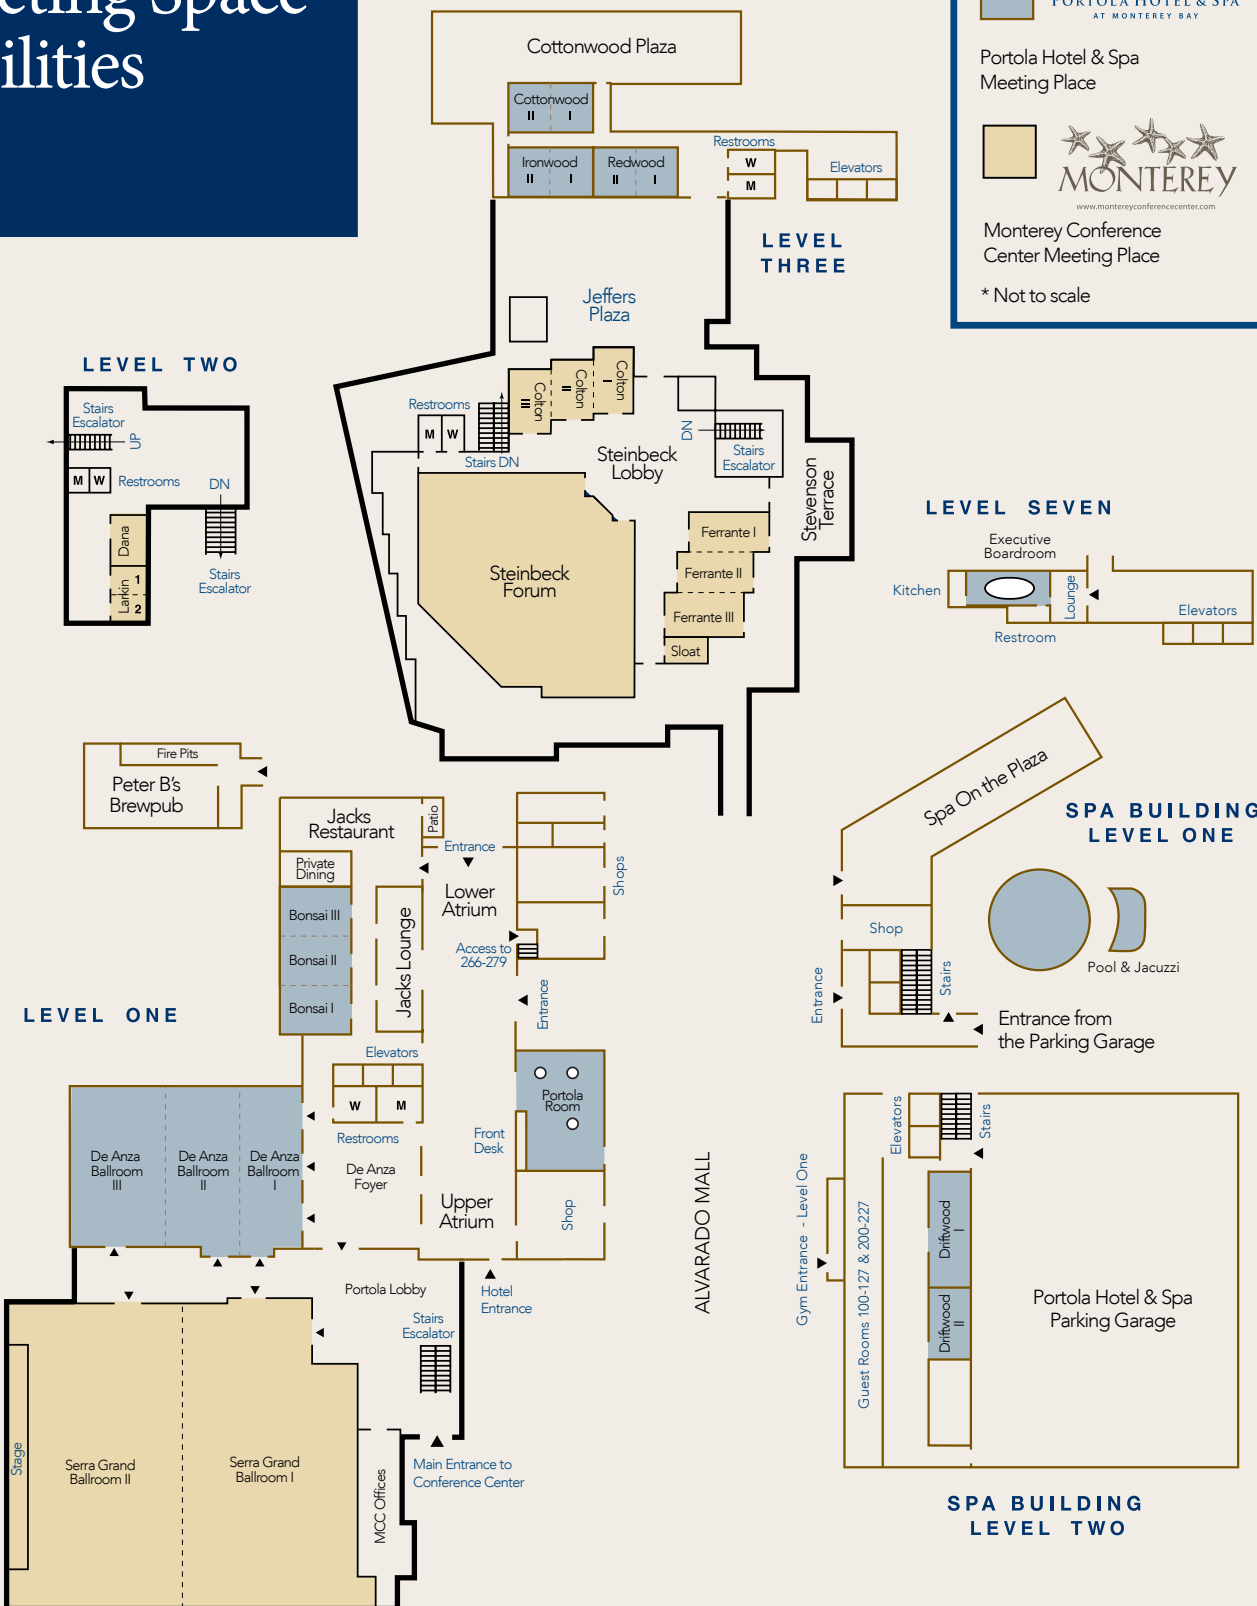 eting Space
ilities
PORTOLA HOTEL & SPA
AT MONTEREY BAY
Portola Hotel & Spa
Meeting Place
MONTEREY
www.montereyconferencecenter.com
Monterey Conference
Center Meeting Place
* Not to scale
Cottonwood Plaza
Cottonwood
II I
Ironwood
II I
Redwood
II I
Restrooms
W
M
Elevators
LEVEL
THREE
Jeffers
Plaza
Colton
III
Colton
II
Colton
I
Restrooms
M W
Stairs DN
Steinbeck
Lobby
DN
Stairs
Escalator
Stevenson
Terrace
Steinbeck
Forum
Ferrante I
Ferrante II
Ferrante III
Sloat
LEVEL TWO
Stairs
Escalator
UP
M W
Restrooms
DN
Dana
Larkin
1
2
Stairs
Escalator
LEVEL SEVEN
Executive
Boardroom
Kitchen
Lounge
Elevators
Restroom
Fire Pits
Peter B's
Brewpub
Jacks
Restaurant
Patio
Entrance
Private
Dining
Lower
Atrium
Shops
Bonsai III
Bonsai II
Bonsai I
Jacks Lounge
Access to
266-279
Entrance
LEVEL ONE
Elevators
W M
Restrooms
Portola
Room
Front
Desk
De Anza
Ballroom
III
De Anza
Ballroom
II
De Anza
Ballroom
I
De Anza
Foyer
Upper
Atrium
Shop
Portola Lobby
Hotel
Entrance
Stairs
Escalator
ALVARADO MALL
Stage
Serra Grand
Ballroom II
Serra Grand
Ballroom I
MCC Offices
Main Entrance to
Conference Center
Spa On the Plaza
SPA BUILDING
LEVEL ONE
Shop
Stairs
Entrance
Pool & Jacuzzi
Entrance from
the Parking Garage
Elevators
Stairs
Gym Entrance - Level One
Guest Rooms 100-127 & 200-227
Driftwood
I
Driftwood
II
Portola Hotel & Spa
Parking Garage
SPA BUILDING
LEVEL TWO